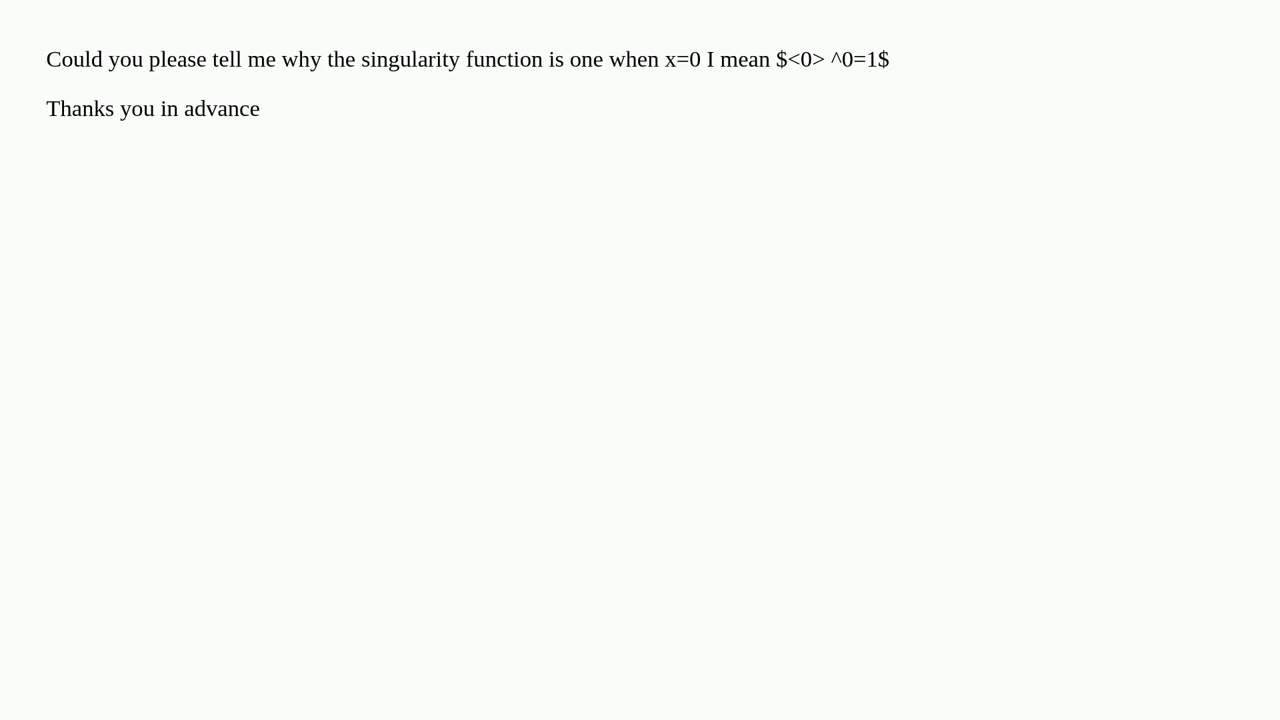 Could you please tell me why the singularity function is one when x=0 I mean $<0> ^0=1$
Thanks you in advance